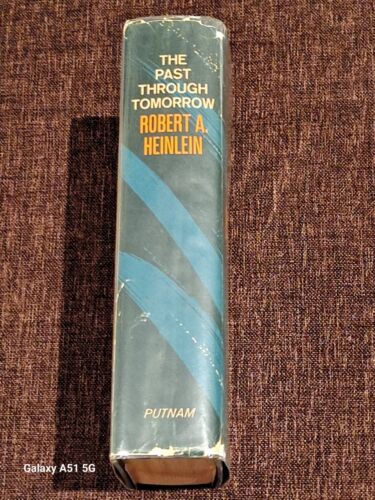 THE
PAST
THROUGH
TOMORROW
ROBERT A.
HEINLEIN
PUTNAM
Galaxy A51 5G